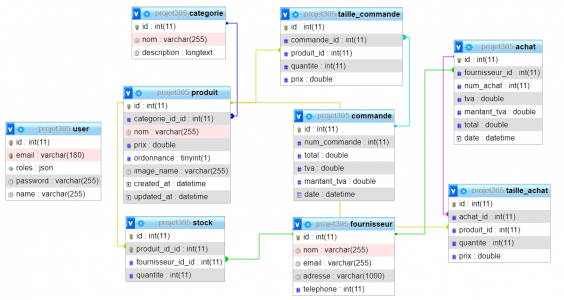 projet305 categorie
id : int(11)
nom : varchar(255)
description : longtext
projet305 taille_commande
id : int(11)
commande_id : int(11)
produit_id : int(11)
quantite : int(11)
prix : double
projet305 achat
id : int(11)
fournisseur_id : int(11)
num_achat : int(11)
tva : double
mantant_tva : double
total : double
date : datetime
projet305 produit
id : int(11)
categorie_id_id : int(11)
nom : varchar(255)
prix : double
ordonnance : tinyint(1)
image_name : varchar(255)
created_at : datetime
updated_at : datetime
projet305 commande
id : int(11)
num_commande : int(11)
total : double
tva : double
mantant_tva : double
date : datetime
projet305 user
id : int(11)
email : varchar(180)
roles : json
password : varchar(255)
name : varchar(255)
projet305 taille_achat
id : int(11)
achat_id : int(11)
produit_id : int(11)
quantite : int(11)
prix : double
projet305 stock
id : int(11)
produit_id_id : int(11)
fournisseur_id_id : int(11)
quantite : int(11)
projet305 fournisseur
id : int(11)
nom : varchar(255)
email : varchar(255)
adresse : varchar(1000)
telephone : int(11)